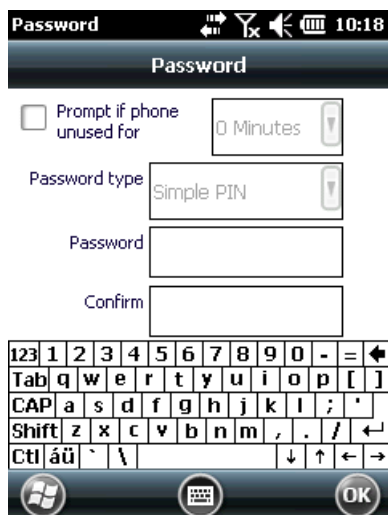 Password 10:18
Password
Prompt if phone
unused for
0 Minutes
Password type
Simple PIN
Password
Confirm
123 1 2 3 4 5 6 7 8 9 0 - =
Tab q w e r t y u i o p [ ]
CAP a s d f g h j k l ; '
Shift z x c v b n m , . /
Ctl áü ` \ ↓ ↑ ← →
OK